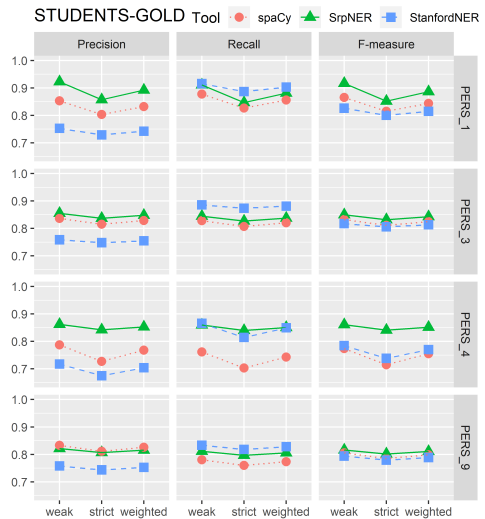 STUDENTS-GOLD Tool spaCy SrpNER StanfordNER
Precision Recall F-measure
1.0
0.9
0.8
0.7
PERS_1
1.0
0.9
0.8
0.7
PERS_3
1.0
0.9
0.8
0.7
PERS_4
1.0
0.9
0.8
0.7
PERS_9
weak strict weighted weak strict weighted weak strict weighted